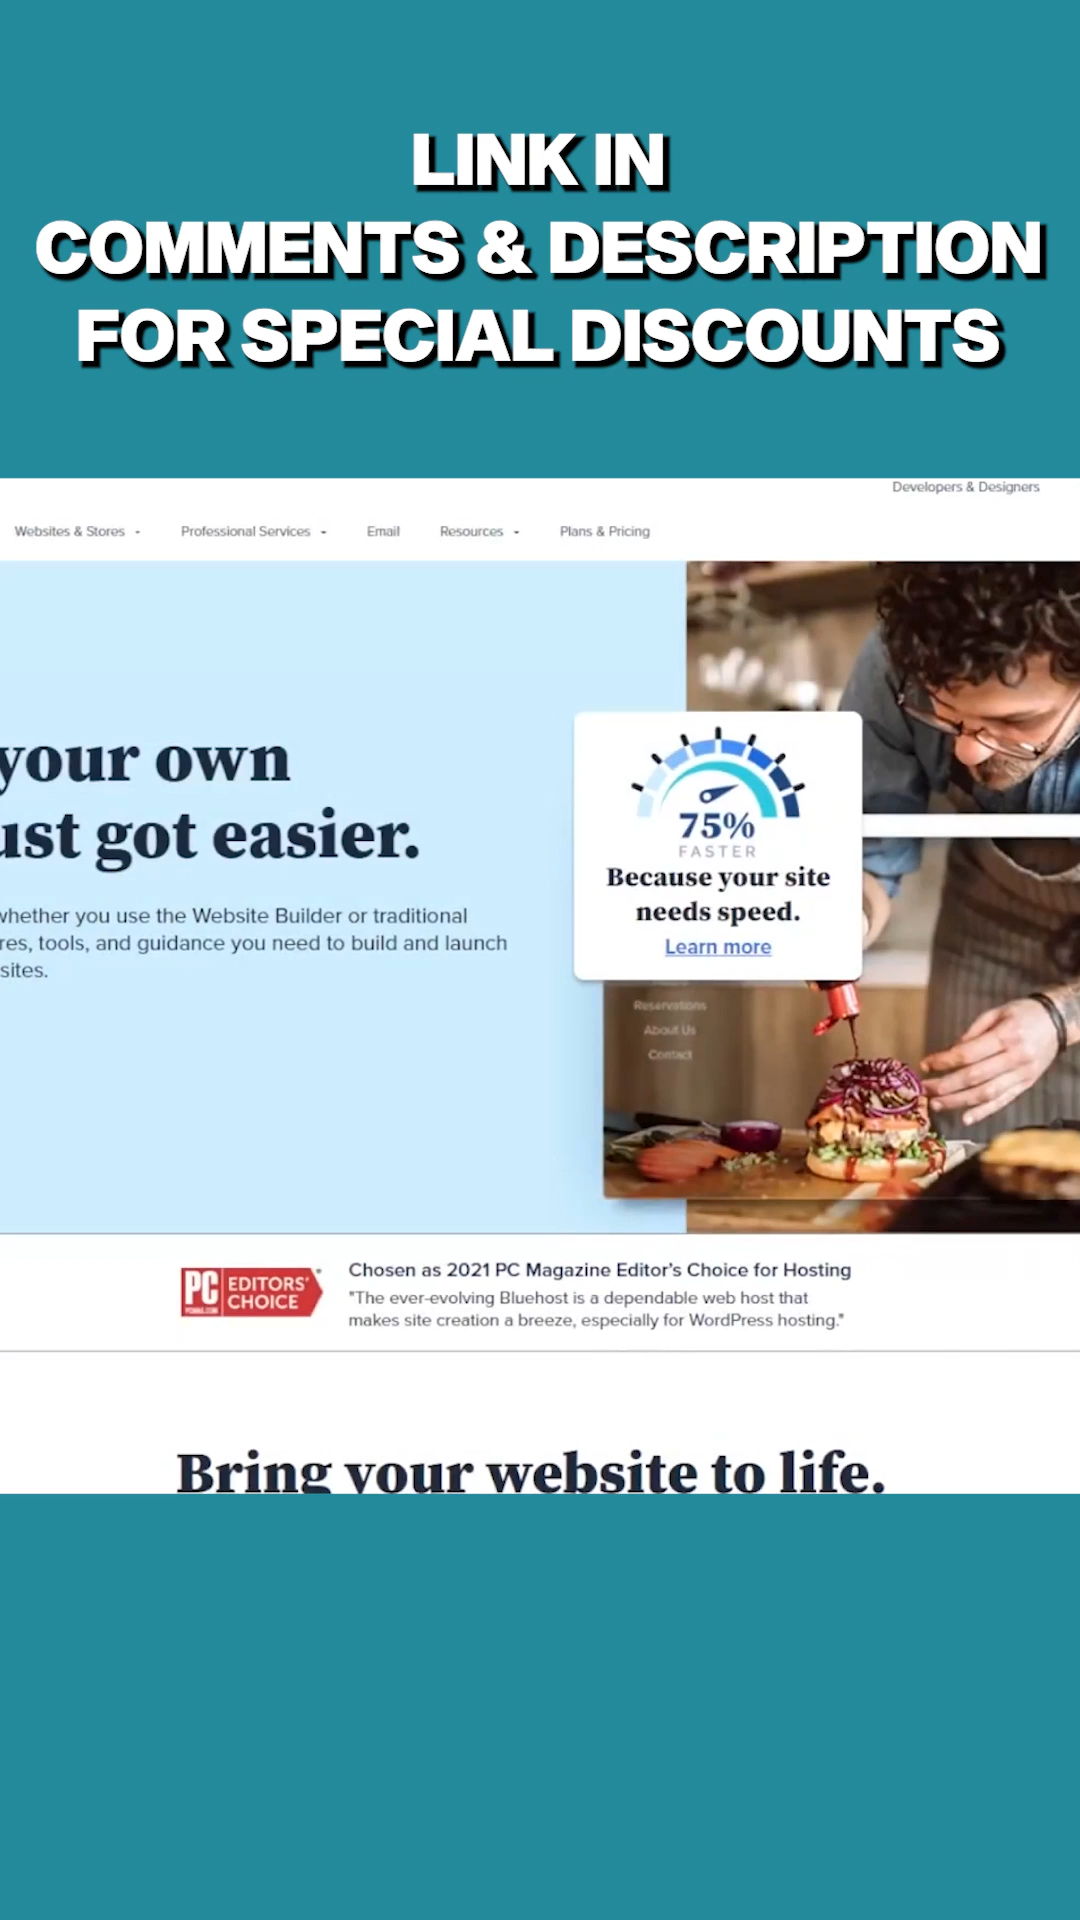 LINK IN
COMMENTS & DESCRIPTION
FOR SPECIAL DISCOUNTS
Developers & Designers
Websites & Stores
Professional Services
Email
Resources
Plans & Pricing
your own
ust got easier.
whether you use the Website Builder or traditional
res, tools, and guidance you need to build and launch
sites.
75%
FASTER
Because your site
needs speed.
Learn more
Reservations
About Us
Contact
PC
PCMAG.COM
EDITORS'
CHOICE
Chosen as 2021 PC Magazine Editor's Choice for Hosting
"The ever-evolving Bluehost is a dependable web host that
makes site creation a breeze, especially for WordPress hosting."
Bring your website to life.